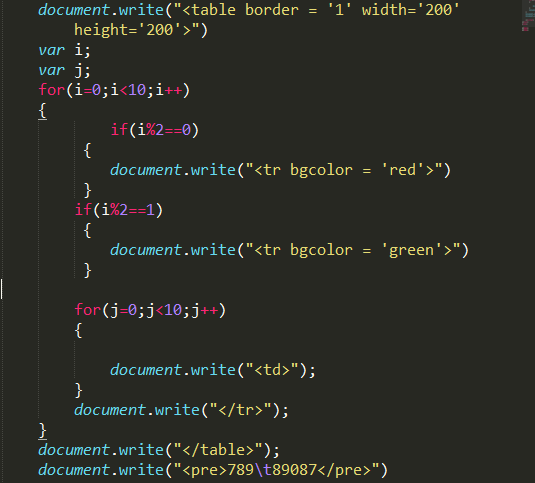 document.write("<table border = '1' width='200'
height='200'>")
var i;
var j;
for(i=0;i<10;i++)
{
if(i%2==0)
{
document.write("<tr bgcolor = 'red'>")
}
if(i%2==1)
{
document.write("<tr bgcolor = 'green'>")
}
for(j=0;j<10;j++)
{
document.write("<td>");
}
document.write("</tr>");
}
document.write("</table>");
document.write("<pre>789\t89087</pre>")